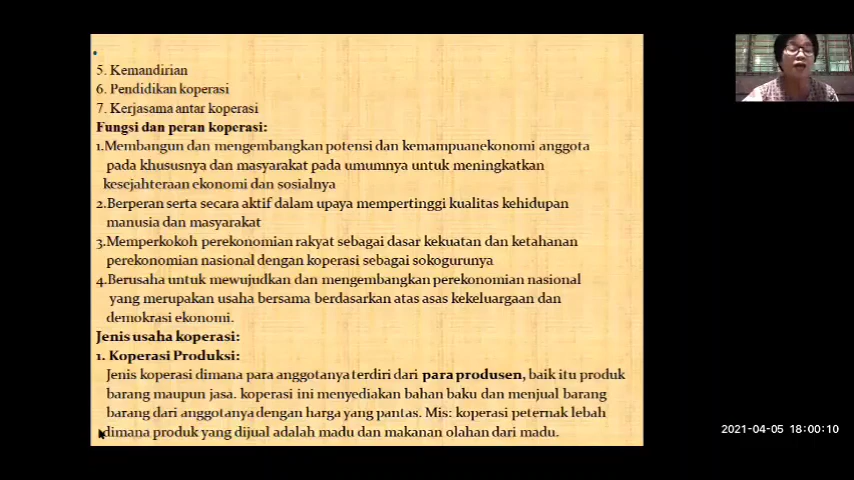 5. Kemandirian
6. Pendidikan koperasi
7. Kerjasama antar koperasi
Fungsi dan peran koperasi:
1.Membangun dan mengembangkan potensi dan kemampuanekonomi anggota
pada khususnya dan masyarakat pada umumnya untuk meningkatkan
kesejahteraan ekonomi dan sosialnya
2.Berperan serta secara aktif dalam upaya mempertinggi kualitas kehidupan
manusia dan masyarakat
3.Memperkokoh perekonomian rakyat sebagai dasar kekuatan dan ketahanan
perekonomian nasional dengan koperasi sebagai sokogurunya
4.Berusaha untuk mewujudkan dan mengembangkan perekonomian nasional
yang merupakan usaha bersama berdasarkan atas asas kekeluargaan dan
demokrasi ekonomi.
Jenis usaha koperasi:
1. Koperasi Produksi:
Jenis koperasi dimana para anggotanya terdiri dari para produsen, baik itu produk
barang maupun jasa. koperasi ini menyediakan bahan baku dan menjual barang
barang dari anggotanya dengan harga yang pantas. Mis: koperasi peternak lebah
dimana produk yang dijual adalah madu dan makanan olahan dari madu.
2021-04-05 18:00:10